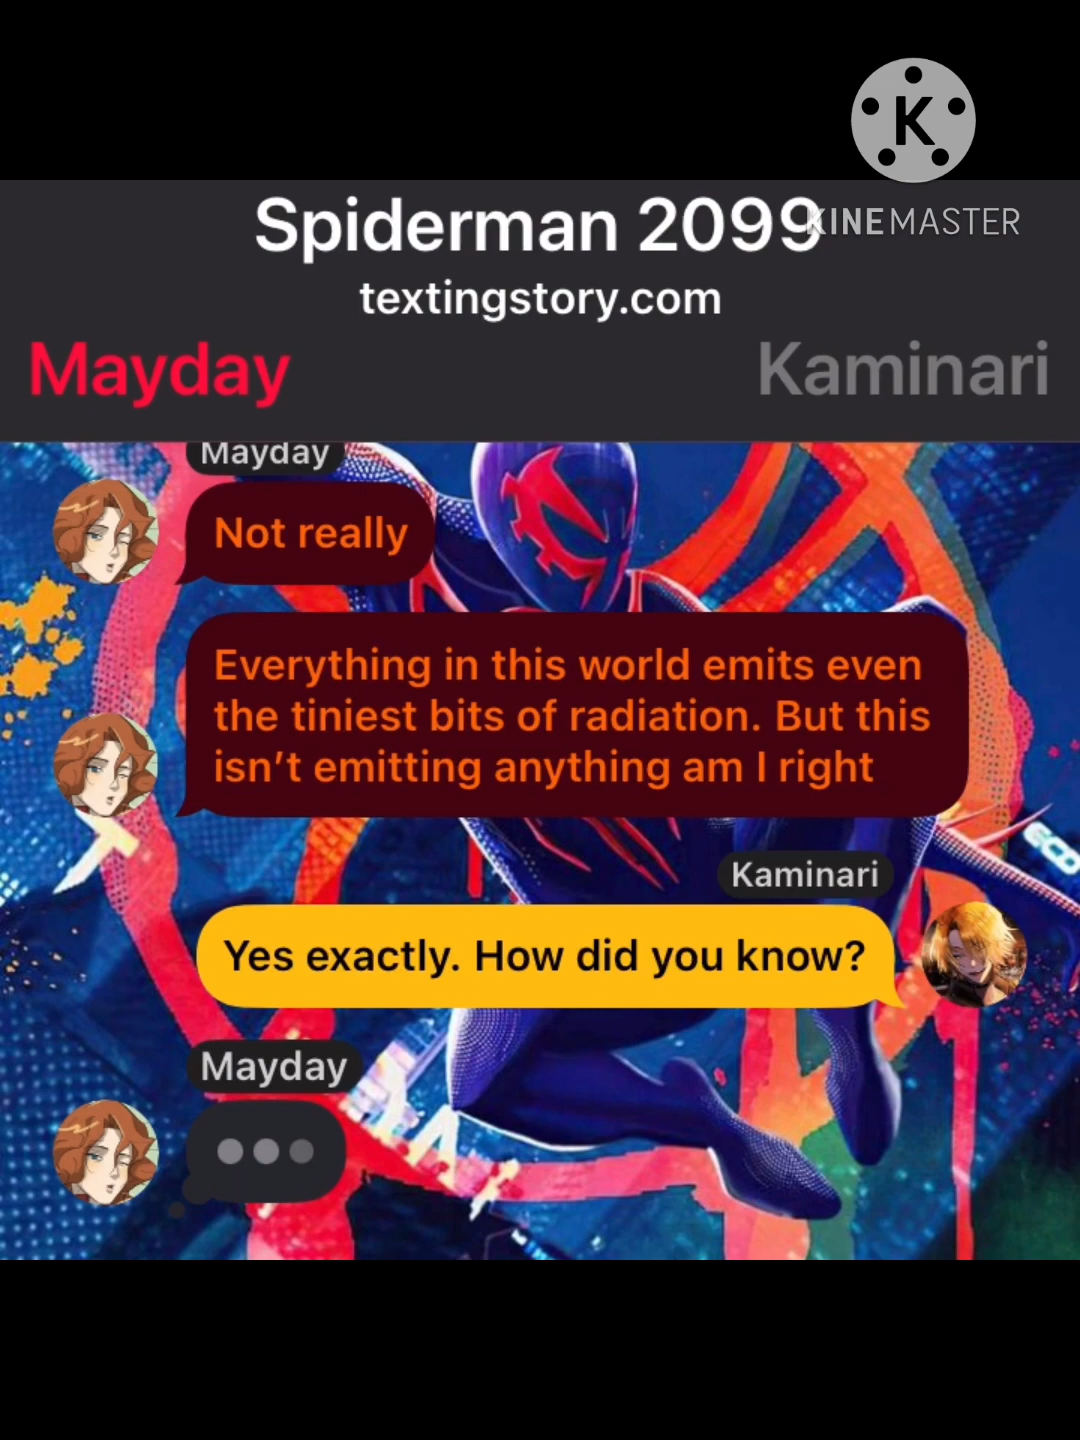 K
KINEMASTER
Spiderman 2099
textingstory.com
Mayday
Kaminari
Mayday
Not really
Everything in this world emits even
the tiniest bits of radiation. But this
isn't emitting anything am I right
Kaminari
Yes exactly. How did you know?
Mayday